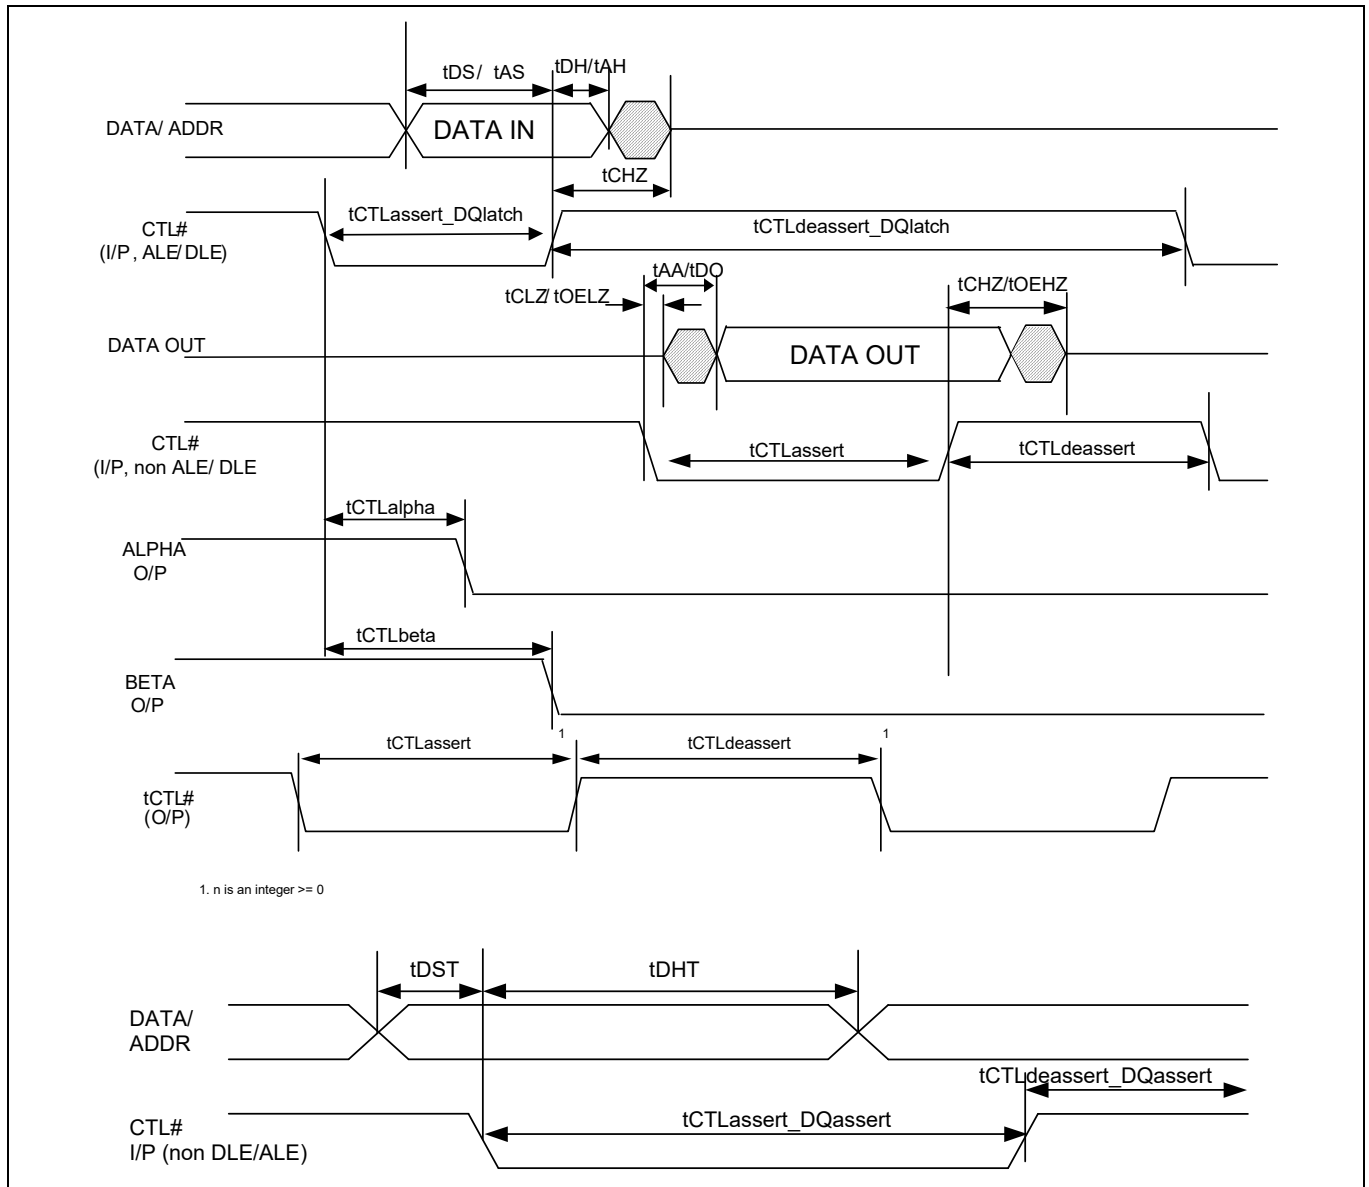 tDS/ tAS
tDH/tAH
DATA/ ADDR
DATA IN
tCHZ
tCTLassert_DQlatch
CTL#
(I/P, ALE/DLE)
tCTLdeassert_DQlatch
tAA/tDO
tCLZ/ tOELZ
tCHZ/tOEHZ
DATA OUT
DATA OUT
CTL#
(I/P, non ALE/ DLE
tCTLassert
tCTLdeassert
tCTLalpha
ALPHA
O/P
tCTLbeta
BETA
O/P
tCTLassert
1
tCTLdeassert
1
tCTL#
(O/P)
1. n is an integer >= 0
tDST
tDHT
DATA/
ADDR
tCTLdeassert_DQassert
tCTLassert_DQassert
CTL#
I/P (non DLE/ALE)